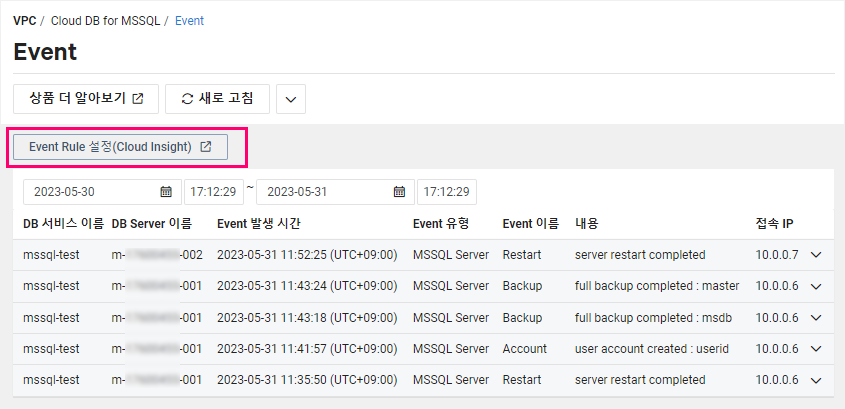 VPC / Cloud DB for MSSQL / Event
Event
상품 더 알아보기 새로 고침
Event Rule 설정(Cloud Insight)
2023-05-30 17:12:29 ~ 2023-05-31 17:12:29
DB 서비스 이름 DB Server 이름 Event 발생 시간 Event 유형 Event 이름 내용 접속 IP
mssql-test m- -002 2023-05-31 11:52:25 (UTC+09:00) MSSQL Server Restart server restart completed 10.0.0.7
mssql-test m- -001 2023-05-31 11:43:24 (UTC+09:00) MSSQL Server Backup full backup completed : master 10.0.0.6
mssql-test m- -001 2023-05-31 11:43:18 (UTC+09:00) MSSQL Server Backup full backup completed : msdb 10.0.0.6
mssql-test m- -001 2023-05-31 11:41:57 (UTC+09:00) MSSQL Server Account user account created : userid 10.0.0.6
mssql-test m- -001 2023-05-31 11:35:50 (UTC+09:00) MSSQL Server Restart server restart completed 10.0.0.6